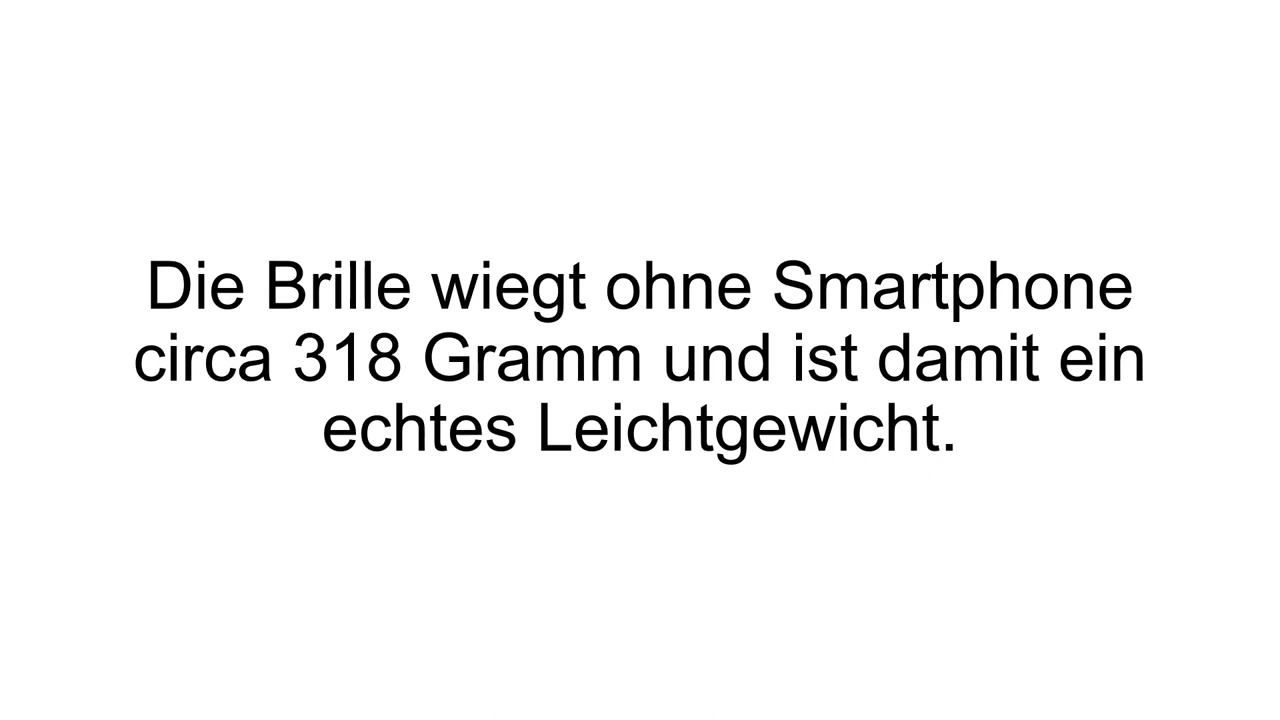 Die Brille wiegt ohne Smartphone
circa 318 Gramm und ist damit ein
echtes Leichtgewicht.